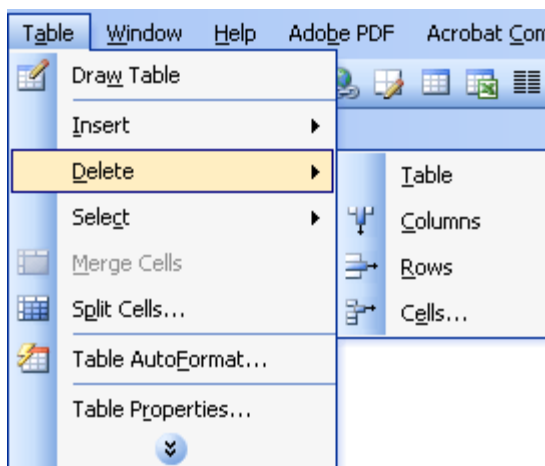 Table Window Help Adobe PDF Acrobat Com
Draw Table
Insert
Delete
Select
Merge Cells
Split Cells...
Table AutoFormat...
Table Properties...
Table
Columns
Rows
Cells...